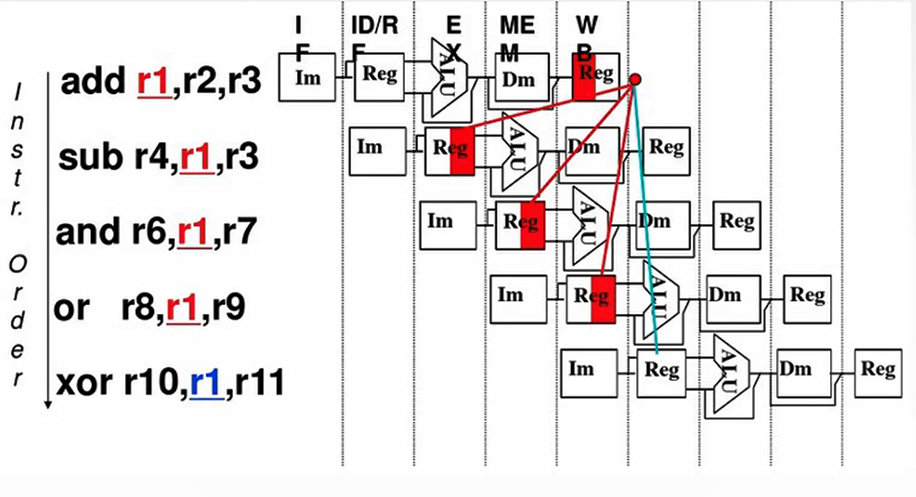 IF ID/RF EX MEM WB
Instr. Order
add r1,r2,r3 Im Reg ALU Dm Reg
sub r4,r1,r3 Im Reg ALU Dm Reg
and r6,r1,r7 Im Reg ALU Dm Reg
or r8,r1,r9 Im Reg ALU Dm Reg
xor r10,r1,r11 Im Reg ALU Dm Reg